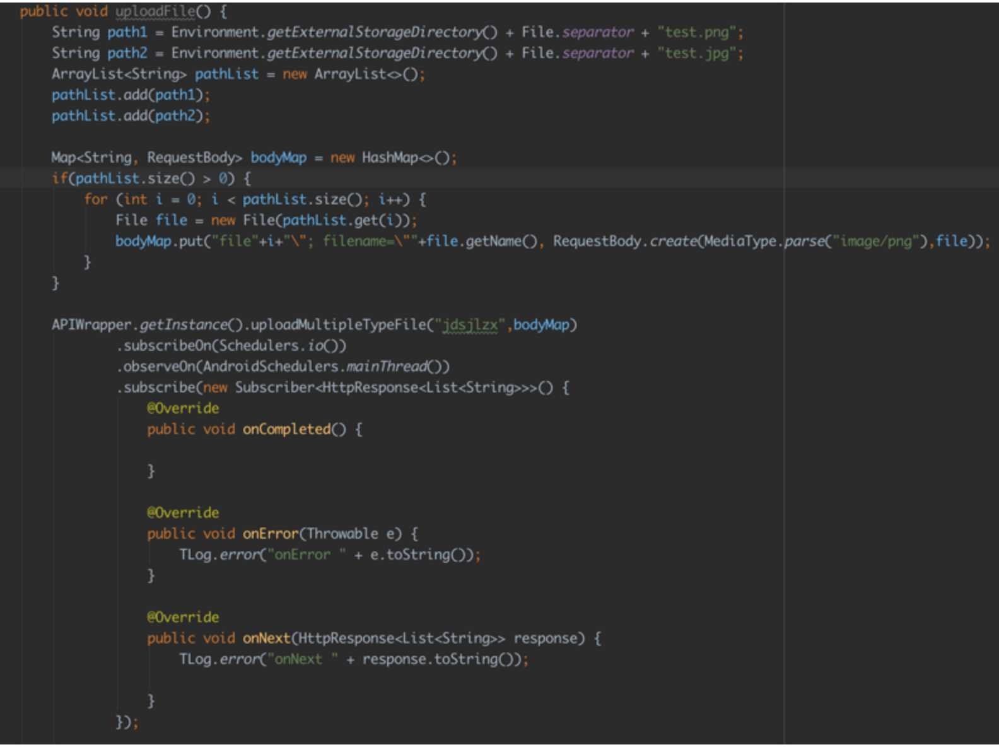 public void uploadFile() {
String path1 = Environment.getExternalStorageDirectory() + File.separator + "test.png";
String path2 = Environment.getExternalStorageDirectory() + File.separator + "test.jpg";
ArrayList<String> pathList = new ArrayList<>();
pathList.add(path1);
pathList.add(path2);
Map<String, RequestBody> bodyMap = new HashMap<>();
if(pathList.size() > 0) {
for (int i = 0; i < pathList.size(); i++) {
File file = new File(pathList.get(i));
bodyMap.put("file"+i+"\"; filename=\""+file.getName(), RequestBody.create(MediaType.parse("image/png"),file));
}
}
APIWrapper.getInstance().uploadMultipleTypeFile("jdsjlzx",bodyMap)
.subscribeOn(Schedulers.io())
.observeOn(AndroidSchedulers.mainThread())
.subscribe(new Subscriber<HttpResponse<List<String>>>() {
@Override
public void onCompleted() {
}
@Override
public void onError(Throwable e) {
TLog.error("onError " + e.toString());
}
@Override
public void onNext(HttpResponse<List<String>> response) {
TLog.error("onNext " + response.toString());
}
});